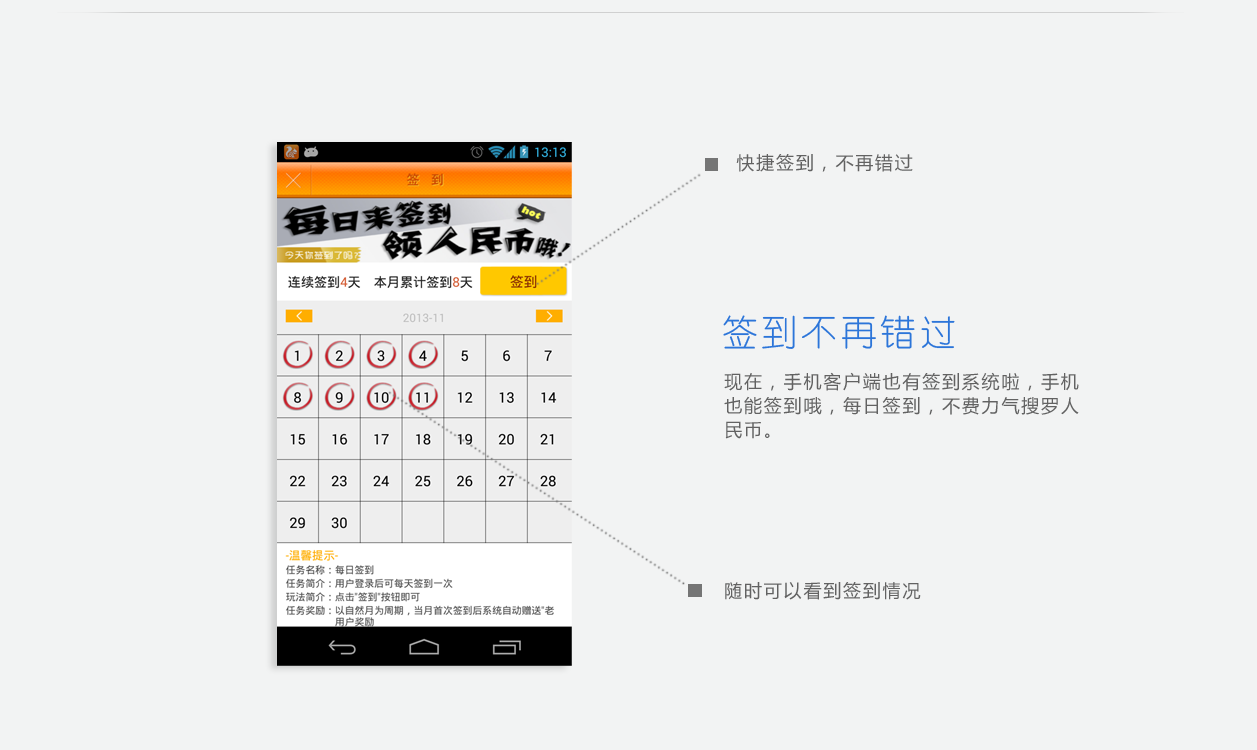 13:13
签 到
每日来签到
hot
领人民币哦!
今天你签到了吗?
连续签到4天 本月累计签到8天 签到
2013-11
1 2 3 4 5 6 7
8 9 10 11 12 13 14
15 16 17 18 19 20 21
22 23 24 25 26 27 28
29 30
-温馨提示-
任务名称：每日签到
任务简介：用户登录后可每天签到一次
玩法简介：点击"签到"按钮即可
任务奖励：以自然月为周期，当月首次签到后系统自动赠送"老
用户奖励
快捷签到，不再错过
签到不再错过
现在，手机客户端也有签到系统啦，手机
也能签到哦，每日签到，不费力气搜罗人
民币。
随时可以看到签到情况